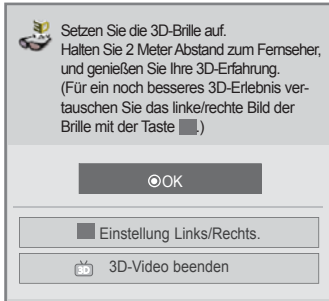 Setzen Sie die 3D-Brille auf.
Halten Sie 2 Meter Abstand zum Fernseher,
und genießen Sie Ihre 3D-Erfahrung.
(Für ein noch besseres 3D-Erlebnis ver-
tauschen Sie das linke/rechte Bild der
Brille mit der Taste .)
OK
Einstellung Links/Rechts.
3D 3D-Video beenden